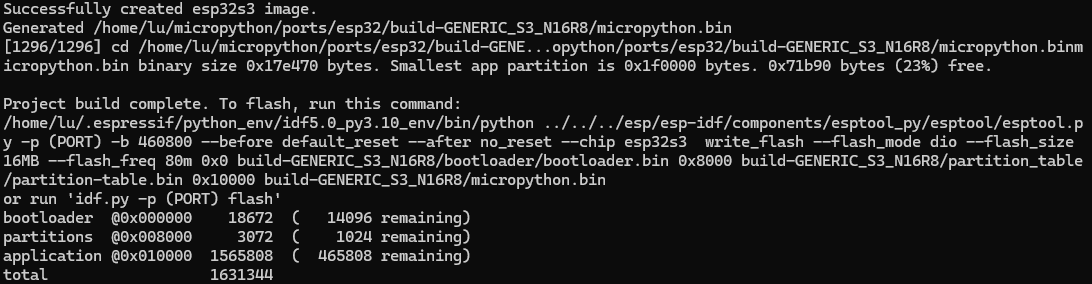 Successfully created esp32s3 image.
Generated /home/lu/micropython/ports/esp32/build-GENERIC_S3_N16R8/micropython.bin
[1296/1296] cd /home/lu/micropython/ports/esp32/build-GENE...opython/ports/esp32/build-GENERIC_S3_N16R8/micropython.binm
icropython.bin binary size 0x17e470 bytes. Smallest app partition is 0x1f0000 bytes. 0x71b90 bytes (23%) free.

Project build complete. To flash, run this command:
/home/lu/.espressif/python_env/idf5.0_py3.10_env/bin/python ../../../esp/esp-idf/components/esptool_py/esptool/esptool.p
y -p (PORT) -b 460800 --before default_reset --after no_reset --chip esp32s3  write_flash --flash_mode dio --flash_size
16MB --flash_freq 80m 0x0 build-GENERIC_S3_N16R8/bootloader/bootloader.bin 0x8000 build-GENERIC_S3_N16R8/partition_table
/partition-table.bin 0x10000 build-GENERIC_S3_N16R8/micropython.bin
or run 'idf.py -p (PORT) flash'
bootloader  @0x000000    18672  (   14096 remaining)
partitions  @0x008000     3072  (    1024 remaining)
application @0x010000  1565808  (  465808 remaining)
total                  1631344